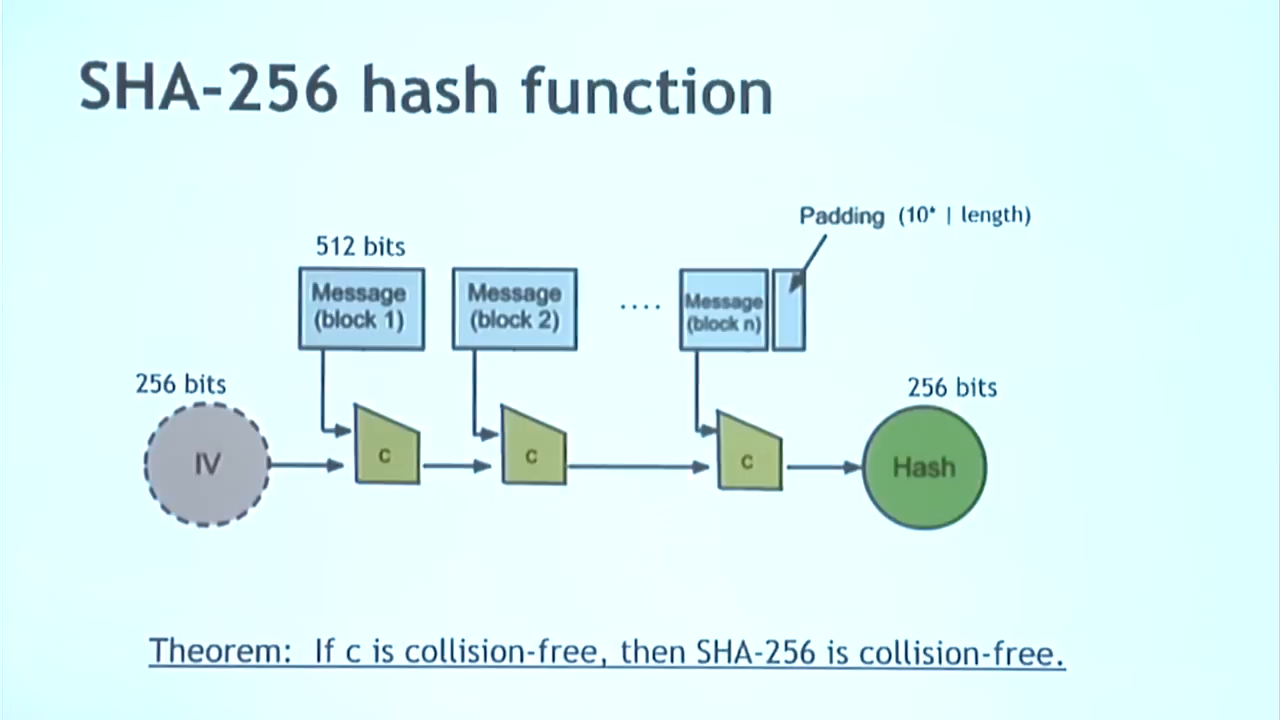 SHA-256 hash function
Padding (10* | length)
512 bits
Message
(block 1)
Message
(block 2)
....
Message
(block n)
256 bits
256 bits
IV
c
c
c
Hash
Theorem: If c is collision-free, then SHA-256 is collision-free.